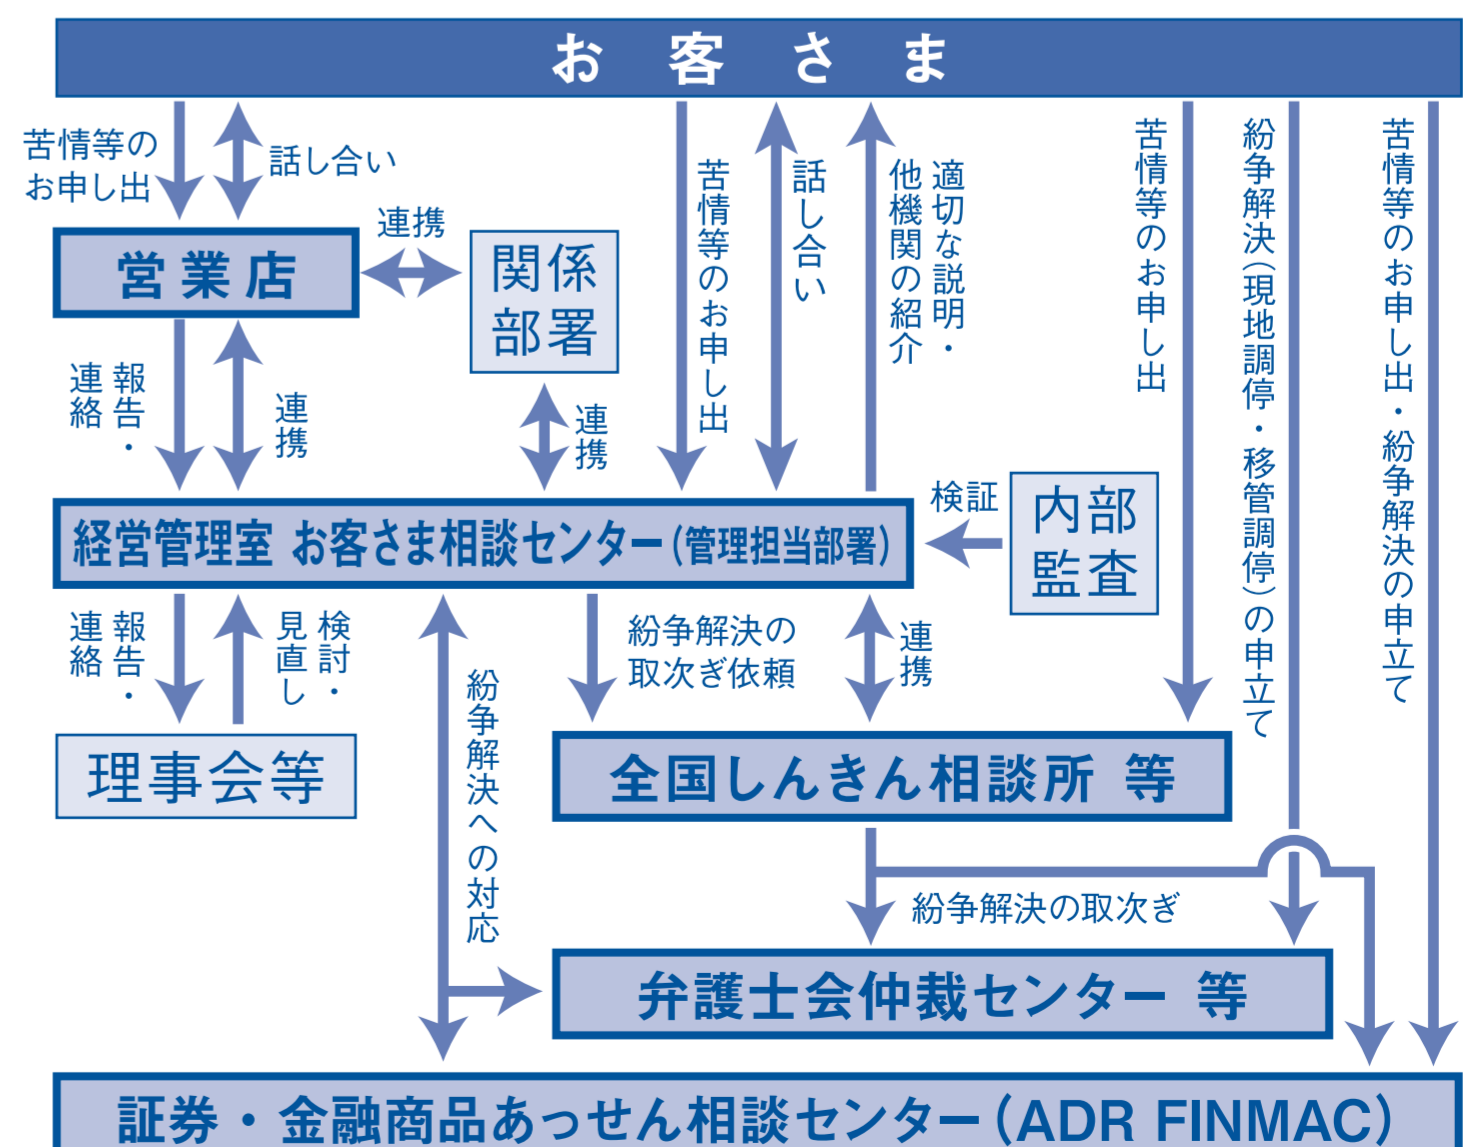 お客さま
苦情等の
お申し出
話し合い
営業店
連携
関係
部署
苦情等のお申し出
話し合い
適切な説明・
他機関の紹介
苦情等のお申し出
紛争解決（現地調停・移管調停）の申立て
苦情等のお申し出・紛争解決の申立て
報告・
連絡
連携
連携
検証
内部
監査
経営管理室 お客さま相談センター（管理担当部署）
報告・
連絡
検討・
見直し
紛争解決への対応
紛争解決の
取次ぎ依頼
連携
理事会等
全国しんきん相談所 等
紛争解決の取次ぎ
弁護士会仲裁センター 等
証券・金融商品あっせん相談センター（ADR FINMAC）